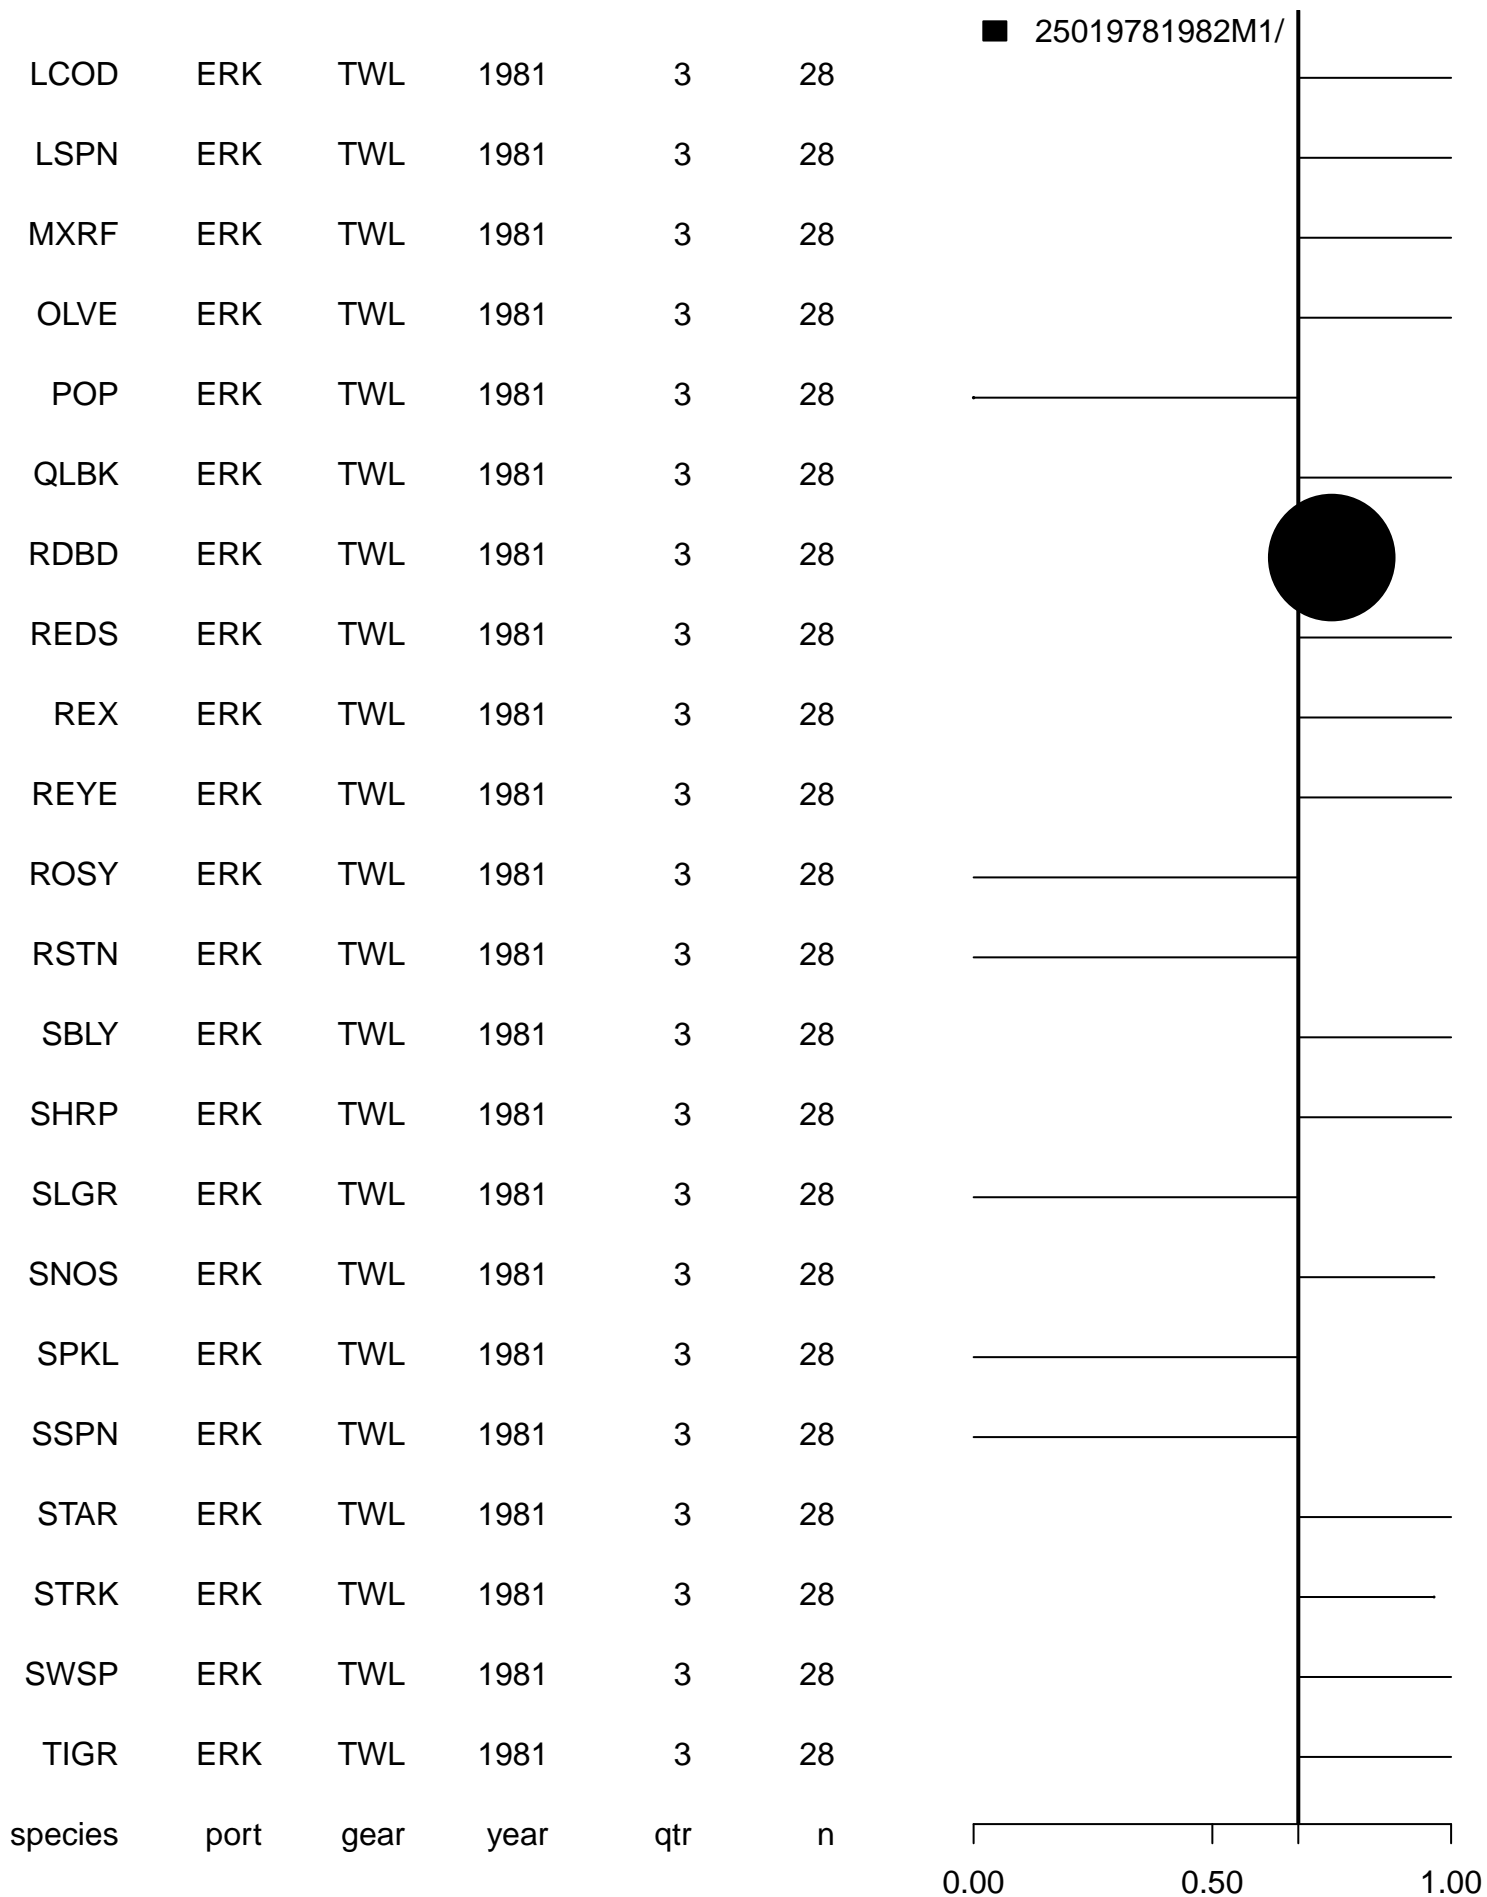 25019781982M1/
LCOD ERK TWL 1981 3 28
LSPN ERK TWL 1981 3 28
MXRF ERK TWL 1981 3 28
OLVE ERK TWL 1981 3 28
POP ERK TWL 1981 3 28
QLBK ERK TWL 1981 3 28
RDBD ERK TWL 1981 3 28
REDS ERK TWL 1981 3 28
REX ERK TWL 1981 3 28
REYE ERK TWL 1981 3 28
ROSY ERK TWL 1981 3 28
RSTN ERK TWL 1981 3 28
SBLY ERK TWL 1981 3 28
SHRP ERK TWL 1981 3 28
SLGR ERK TWL 1981 3 28
SNOS ERK TWL 1981 3 28
SPKL ERK TWL 1981 3 28
SSPN ERK TWL 1981 3 28
STAR ERK TWL 1981 3 28
STRK ERK TWL 1981 3 28
SWSP ERK TWL 1981 3 28
TIGR ERK TWL 1981 3 28
species port gear year qtr n
0.00 0.50 1.00